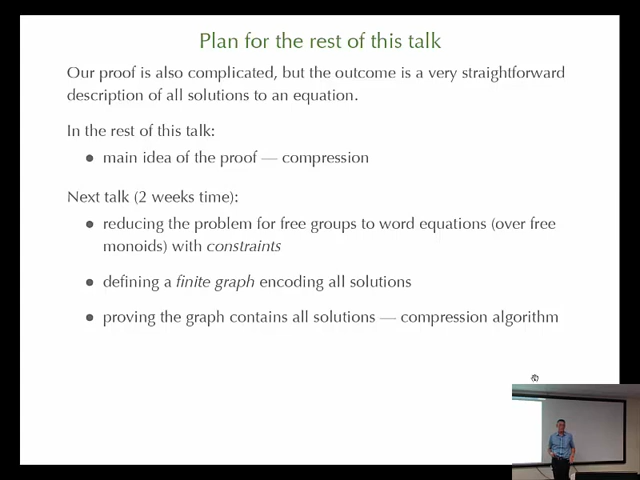 Plan for the rest of this talk
Our proof is also complicated, but the outcome is a very straightforward
description of all solutions to an equation.
In the rest of this talk:
● main idea of the proof — compression
Next talk (2 weeks time):
● reducing the problem for free groups to word equations (over free
monoids) with constraints
● defining a finite graph encoding all solutions
● proving the graph contains all solutions — compression algorithm